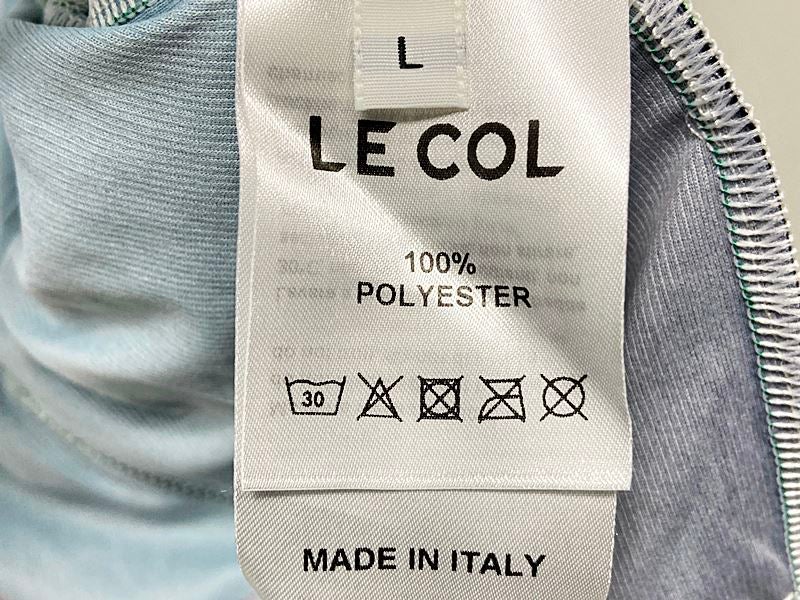 L
LE COL
100%
POLYESTER
30
MADE IN ITALY